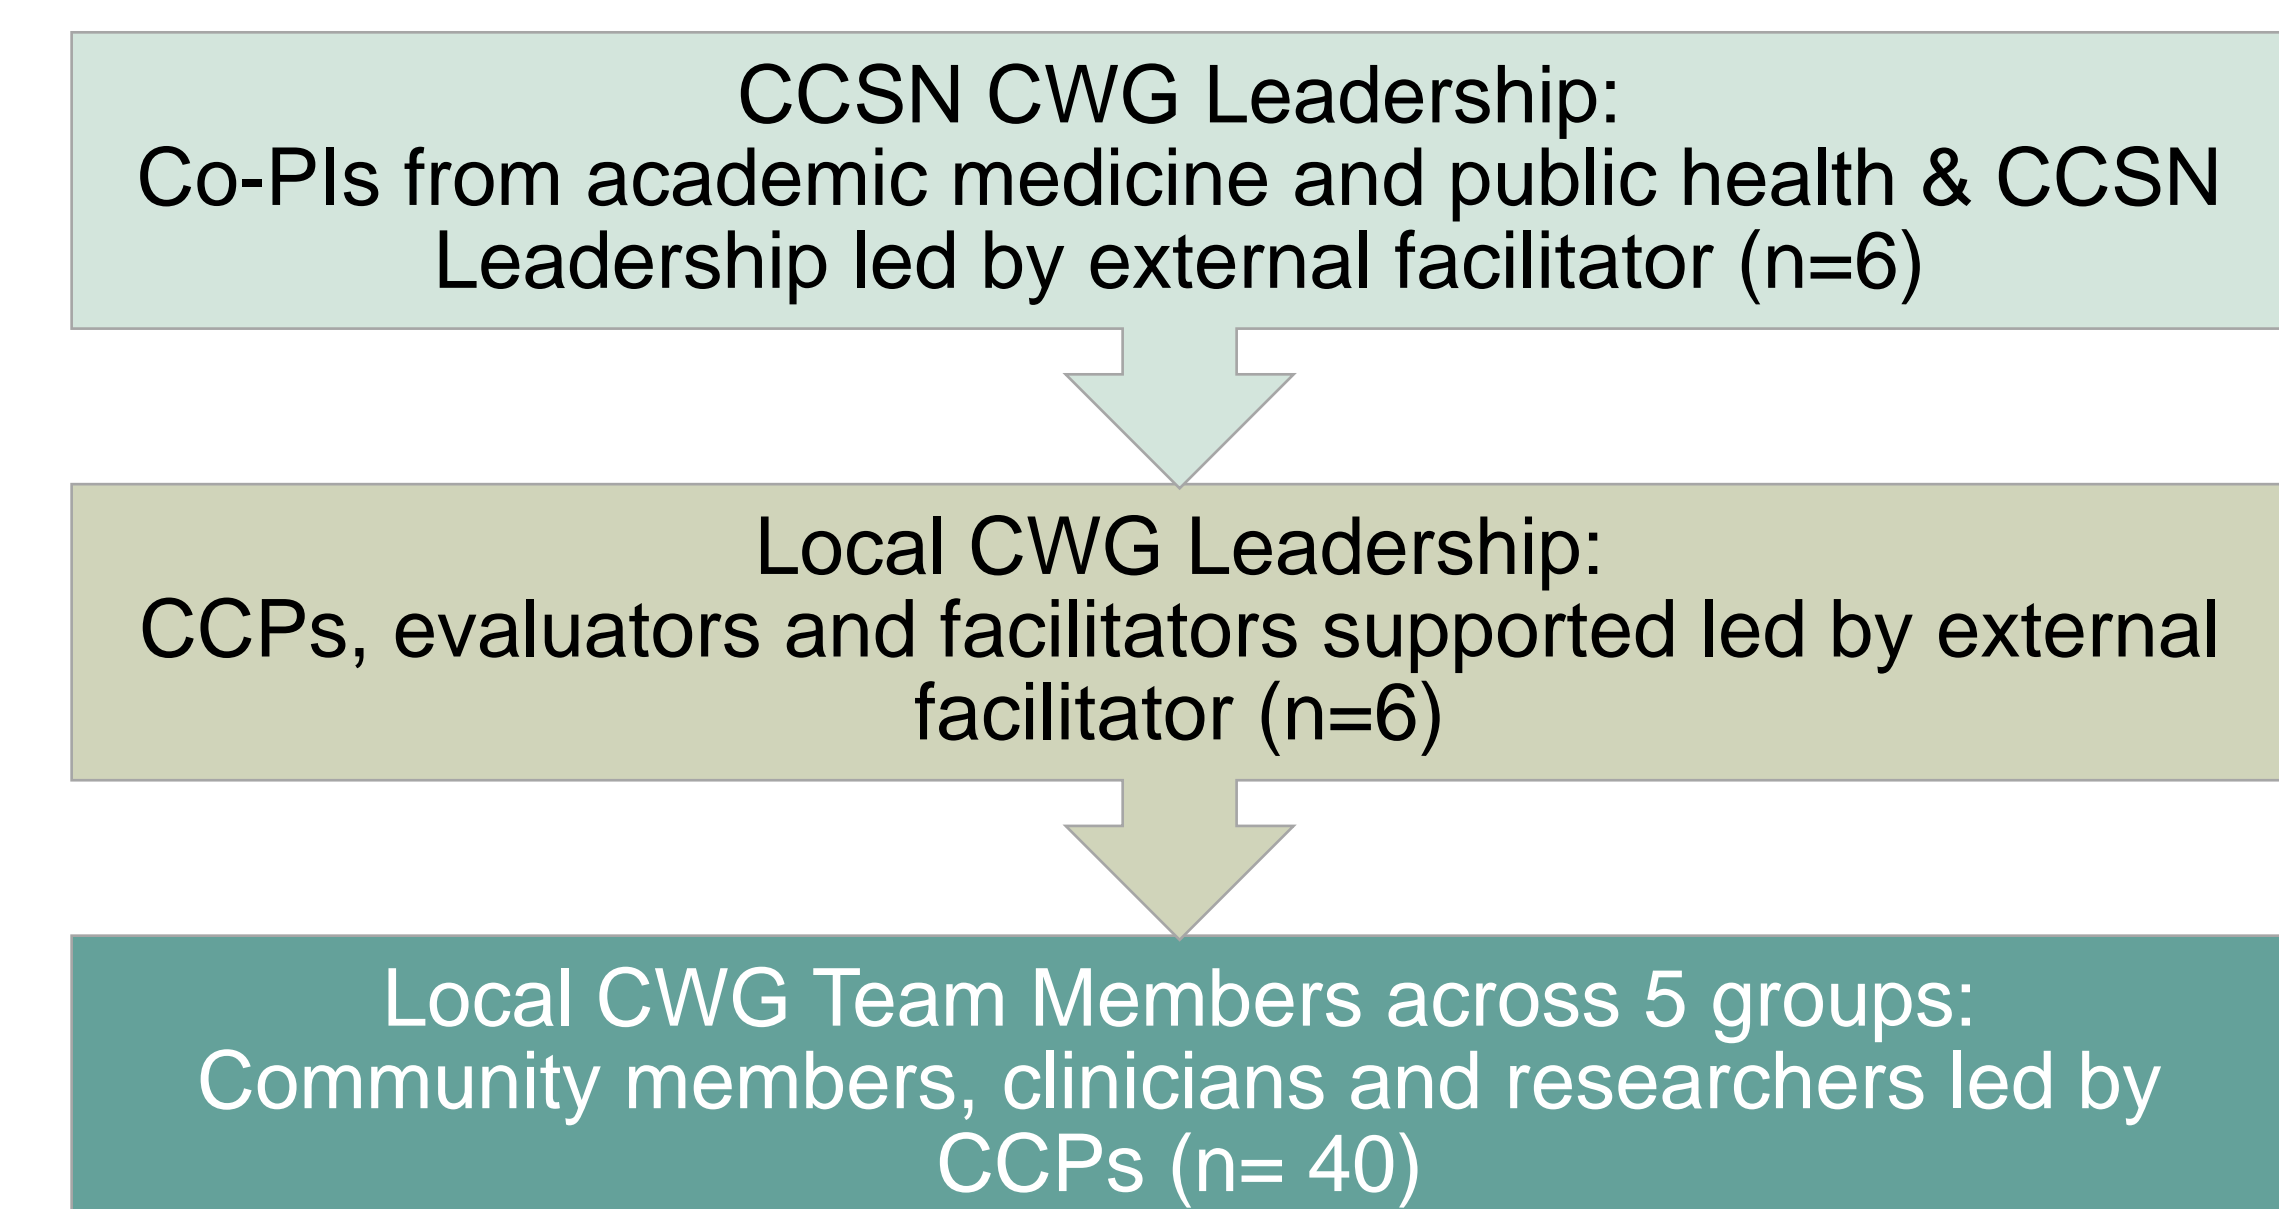 CCSN CWG Leadership:
Co-PIs from academic medicine and public health & CCSN
Leadership led by external facilitator (n=6)
Local CWG Leadership:
CCPs, evaluators and facilitators supported led by external
facilitator (n=6)
Local CWG Team Members across 5 groups:
Community members, clinicians and researchers led by
CCPs (n= 40)